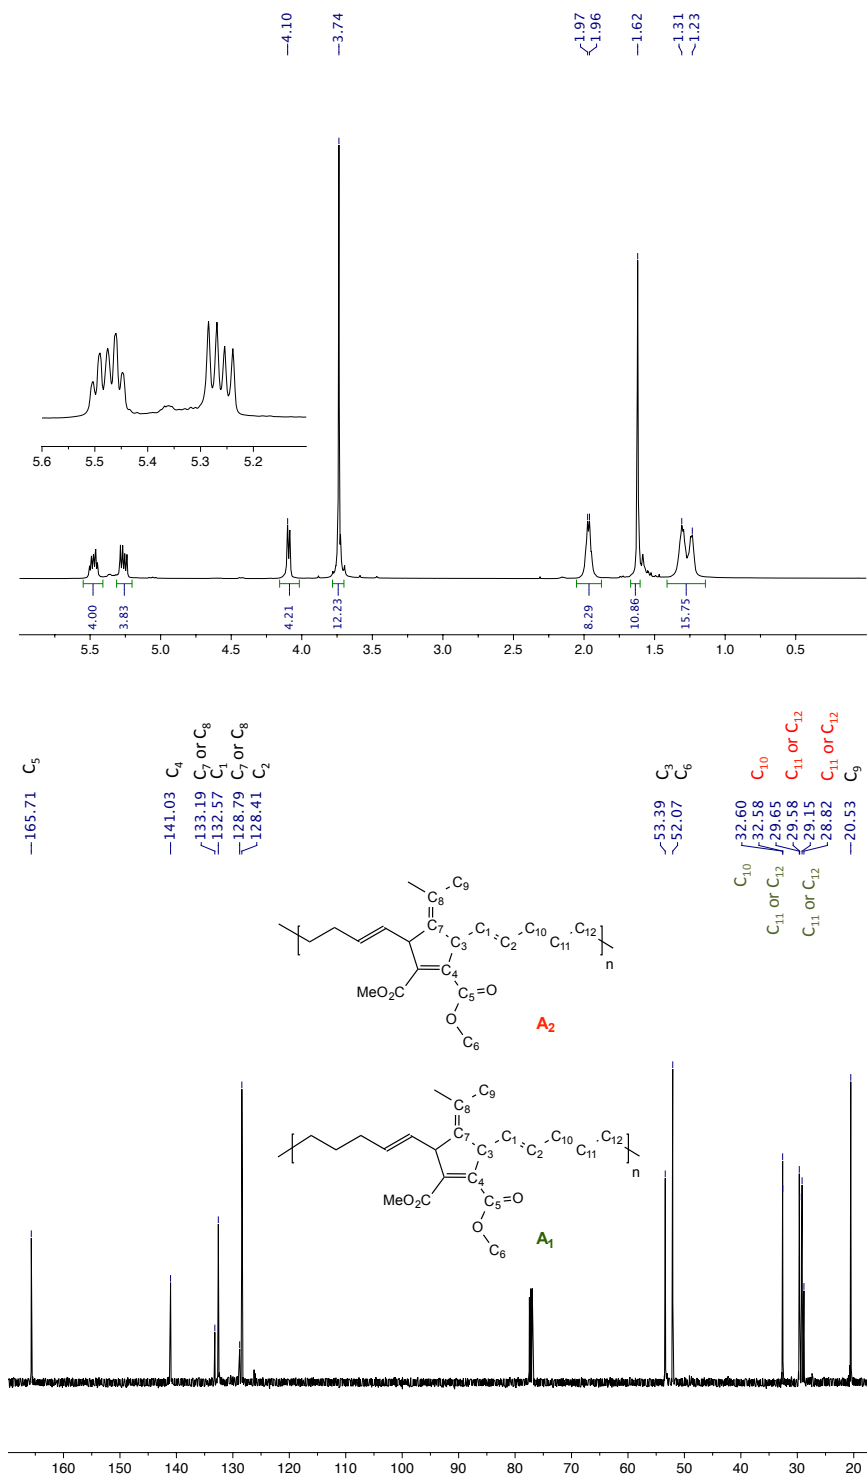 4.10
3.74
1.97
1.96
1.62
1.31
1.23
5.6 5.5 5.4 5.3 5.2
4.00
3.83
4.21
12.23
8.29
10.86
15.75
5.5 5.0 4.5 4.0 3.5 3.0 2.5 2.0 1.5 1.0 0.5
165.71 C5
141.03 C4
133.19 C7 or C8
132.57 C1
128.79 C7 or C8
128.41 C2
53.39 C3
52.07 C6
32.60
32.58 C10
29.65
29.58 C11 or C12
29.15
28.82 C11 or C12
20.53 C9
C10
C11 or C12
C11 or C12
C9
C8
C7
C3
C1
C2
C10
C11
C12
n
C4
MeO2C
C5=O
O
C6
A2
C9
C8
C7
C3
C1
C2
C10
C11
C12
n
C4
MeO2C
C5=O
O
C6
A1
160 150 140 130 120 110 100 90 80 70 60 50 40 30 20